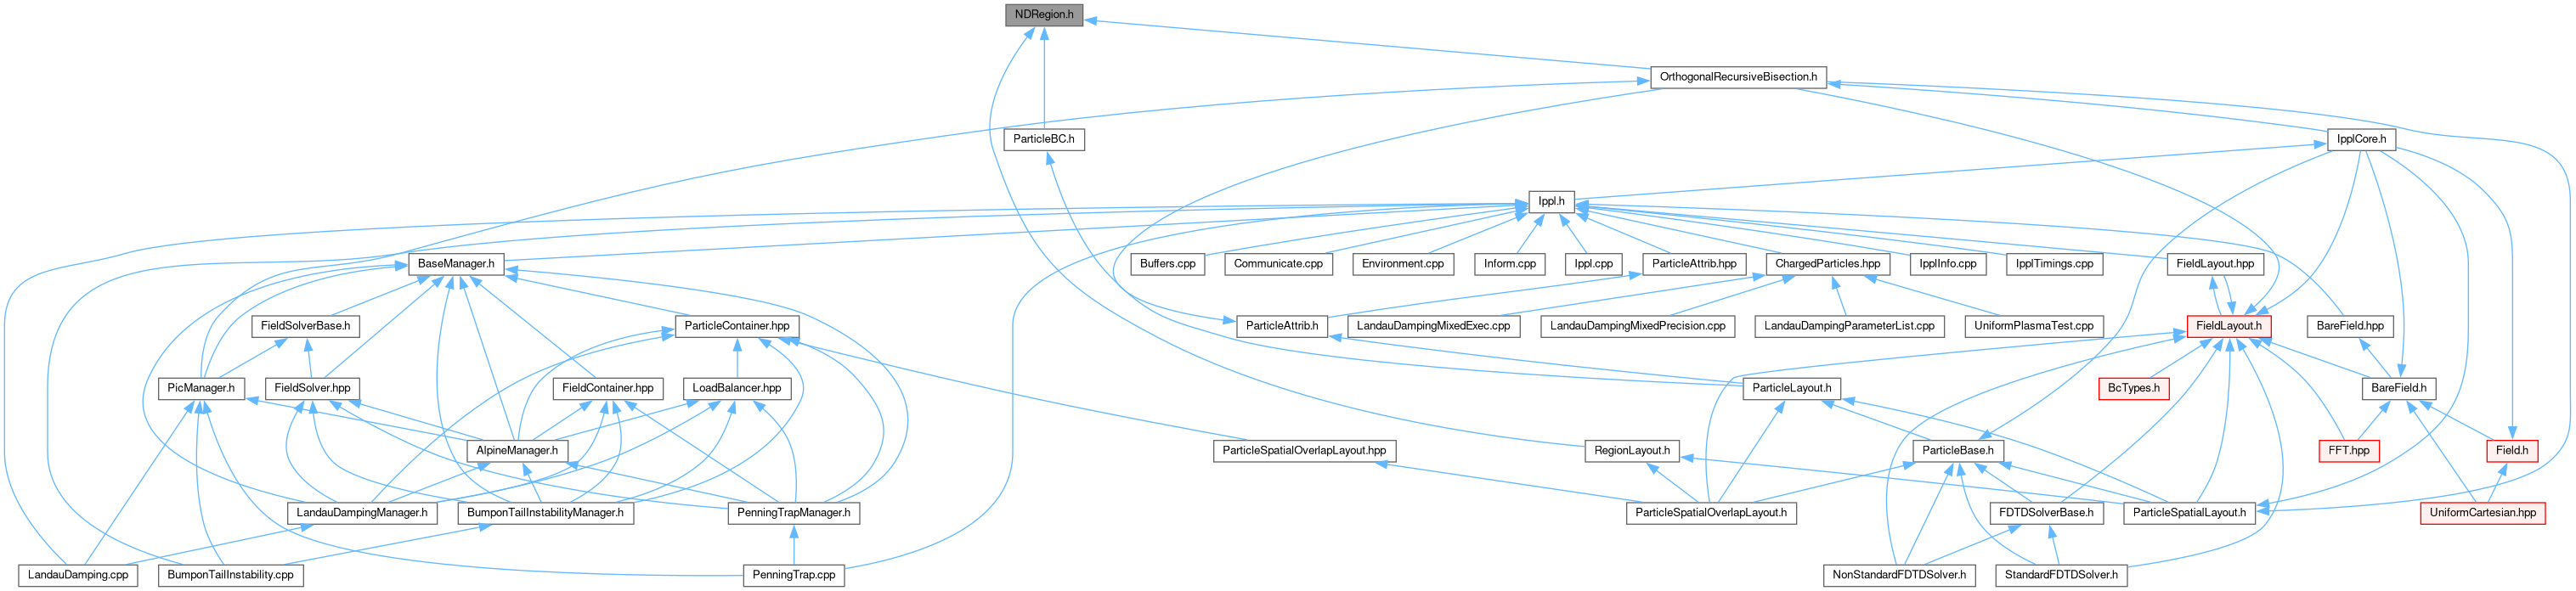 NDRegion.h
OrthogonalRecursiveBisection.h
ParticleBC.h
IpplCore.h
Ippl.h
BaseManager.h
Buffers.cpp
Communicate.cpp
Environment.cpp
Inform.cpp
Ippl.cpp
ParticleAttrib.hpp
ChargedParticles.hpp
IpplInfo.cpp
IpplTimings.cpp
FieldLayout.hpp
FieldSolverBase.h
ParticleContainer.hpp
ParticleAttrib.h
LandauDampingMixedExec.cpp
LandauDampingMixedPrecision.cpp
LandauDampingParameterList.cpp
UniformPlasmaTest.cpp
FieldLayout.h
BareField.hpp
PicManager.h
FieldSolver.hpp
FieldContainer.hpp
LoadBalancer.hpp
ParticleLayout.h
BcTypes.h
BareField.h
AlpineManager.h
ParticleSpatialOverlapLayout.hpp
RegionLayout.h
ParticleBase.h
FFT.hpp
Field.h
LandauDampingManager.h
BumponTailInstabilityManager.h
PenningTrapManager.h
ParticleSpatialOverlapLayout.h
FDTDSolverBase.h
ParticleSpatialLayout.h
UniformCartesian.hpp
LandauDamping.cpp
BumponTailInstability.cpp
PenningTrap.cpp
NonStandardFDTDSolver.h
StandardFDTDSolver.h